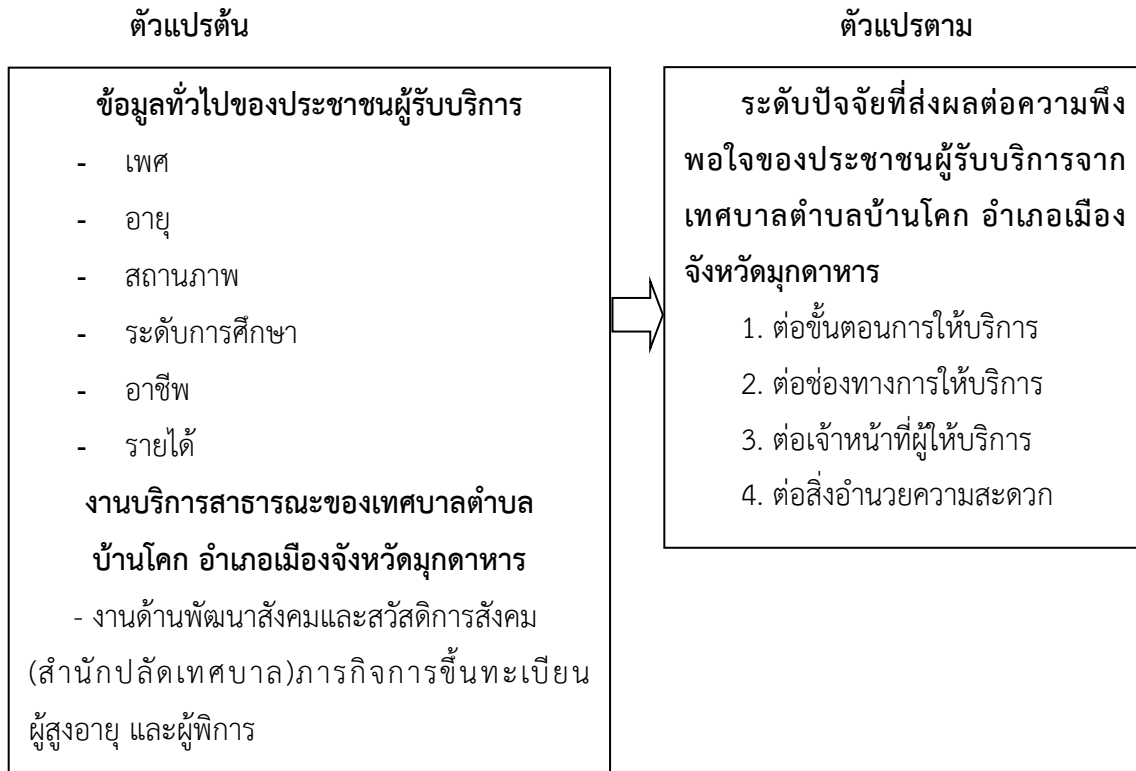 ตัวแปรต้น
ข้อมูลทั่วไปของประชาชนผู้รับบริการ
- เพศ
- อายุ
- สถานภาพ
- ระดับการศึกษา
- อาชีพ
- รายได้
งานบริการสาธารณะของเทศบาลตำบล
บ้านโคก อำเภอเมืองจังหวัดมุกดาหาร
- งานด้านพัฒนาสังคมและสวัสดิการสังคม
(สำนักปลัดเทศบาล)ภารกิจการขึ้นทะเบียน
ผู้สูงอายุ และผู้พิการ
ตัวแปรตาม
ระดับปัจจัยที่ส่งผลต่อความพึง
พอใจของประชาชนผู้รับบริการจาก
เทศบาลตำบลบ้านโคก อำเภอเมือง
จังหวัดมุกดาหาร
1. ต่อขั้นตอนการให้บริการ
2. ต่อช่องทางการให้บริการ
3. ต่อเจ้าหน้าที่ผู้ให้บริการ
4. ต่อสิ่งอำนวยความสะดวก